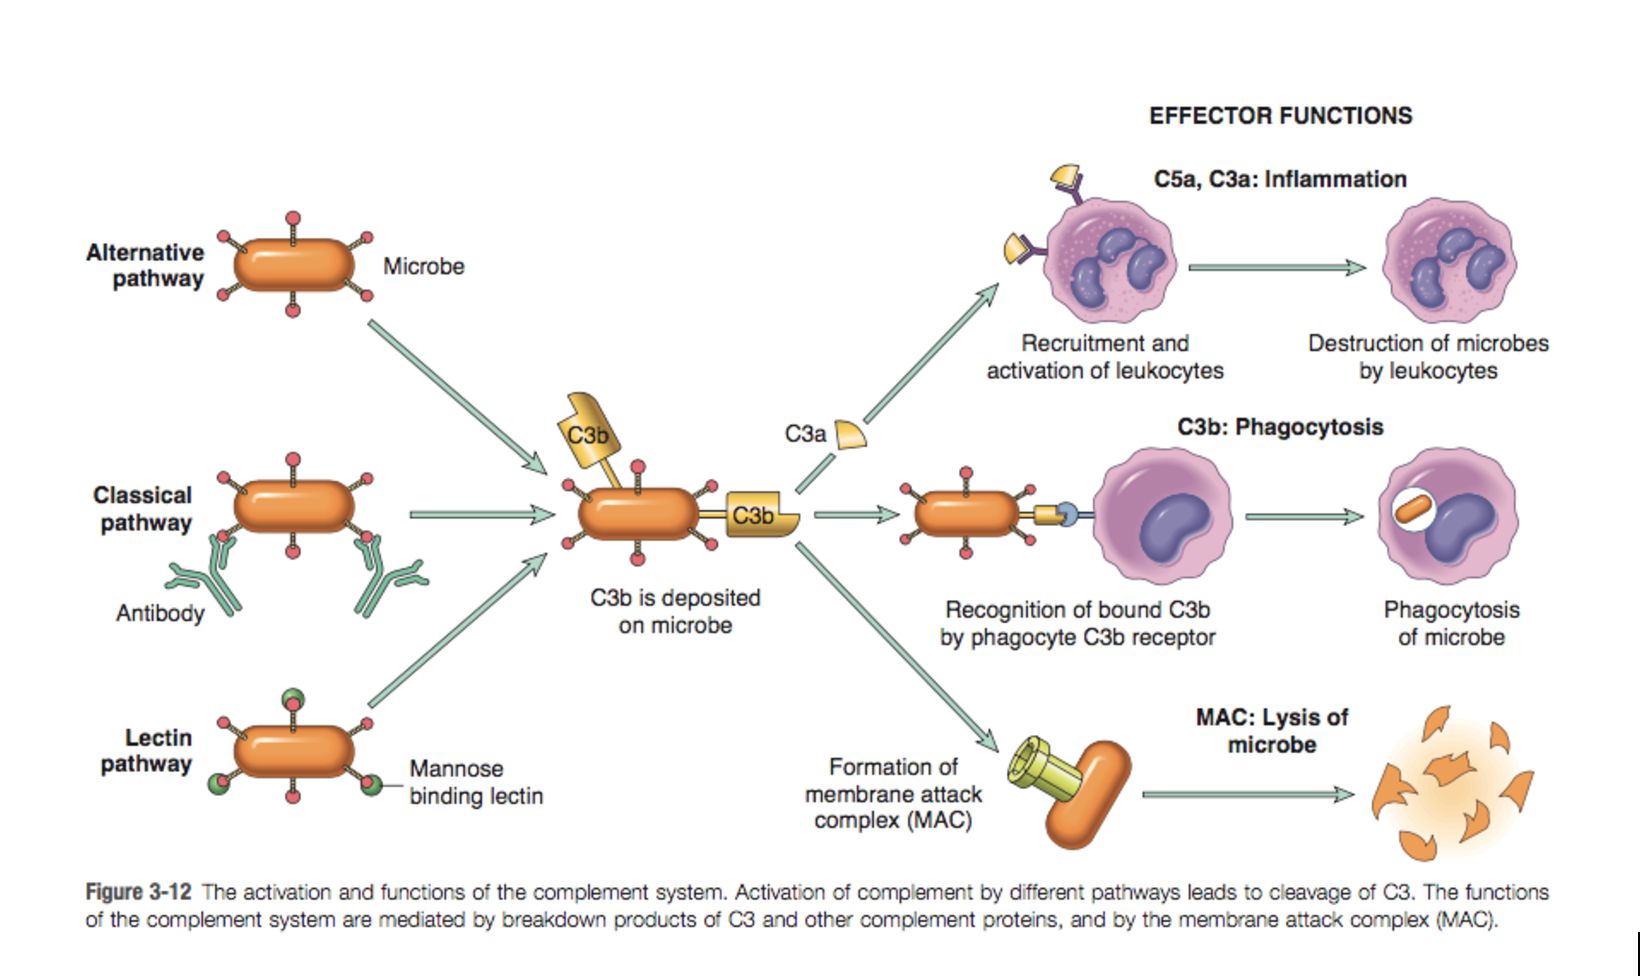 EFFECTOR FUNCTIONS
C5a, C3a: Inflammation
Alternative
pathway
Microbe
Recruitment and
activation of leukocytes
Destruction of microbes
by leukocytes
C3b
C3a
C3b: Phagocytosis
Classical
pathway
C3b
Antibody
C3b is deposited
on microbe
Recognition of bound C3b
by phagocyte C3b receptor
Phagocytosis
of microbe
Lectin
pathway
Mannose
binding lectin
Formation of
membrane attack
complex (MAC)
MAC: Lysis of
microbe
Figure 3-12 The activation and functions of the complement system. Activation of complement by different pathways leads to cleavage of C3. The functions
of the complement system are mediated by breakdown products of C3 and other complement proteins, and by the membrane attack complex (MAC).